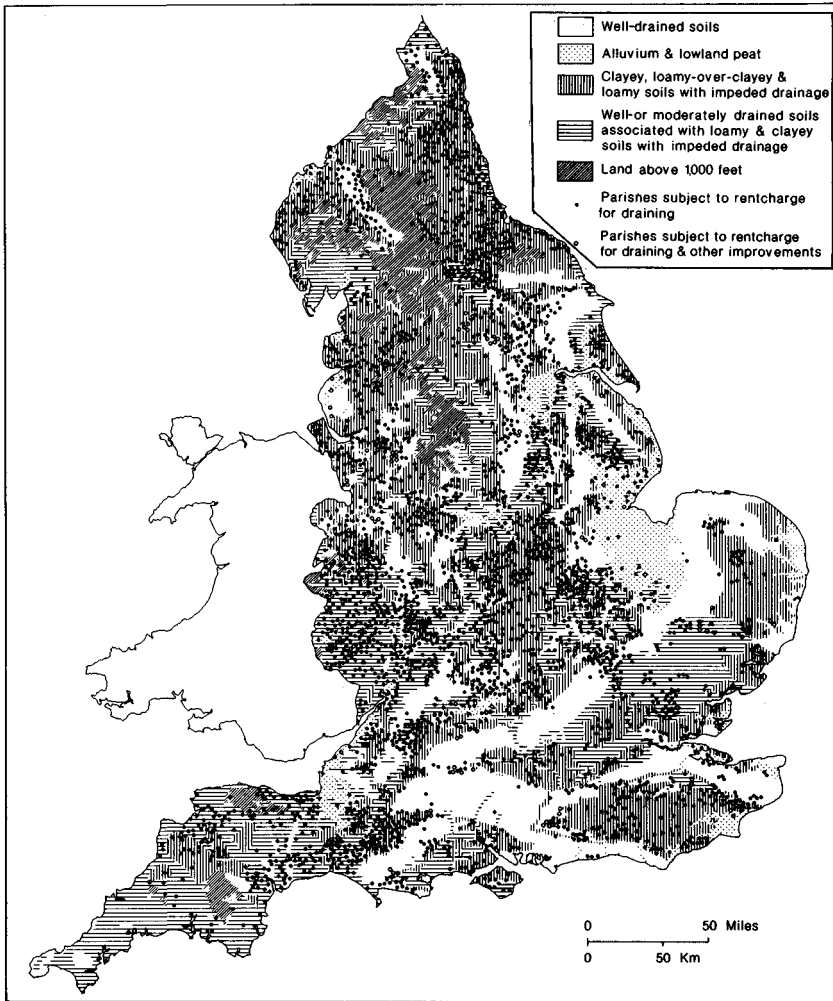 Well-drained soils
Alluvium & lowland peat
Clayey, loamy-over-clayey &
loamy soils with impeded drainage
Well-or moderately drained soils
associated with loamy & clayey
soils with impeded drainage
Land above 1,000 feet
Parishes subject to rentcharge
for draining
Parishes subject to rentcharge
for draining & other improvements
0 50 Miles
0 50 Km